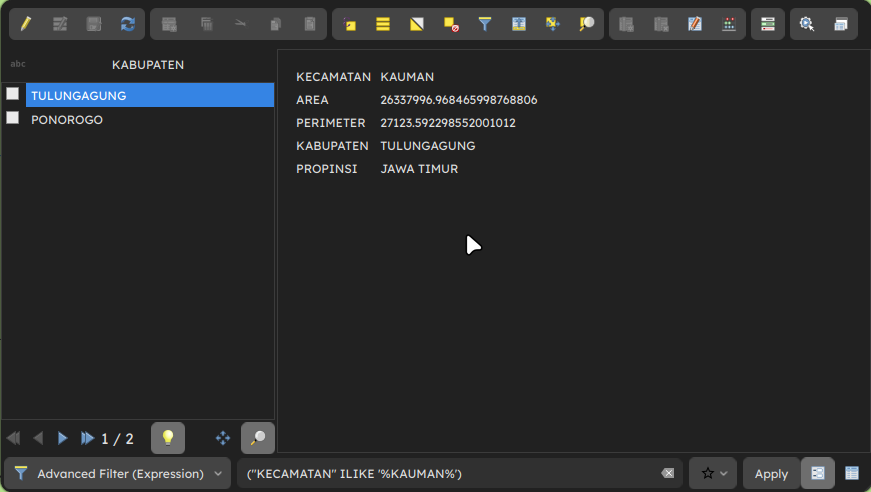 abc KABUPATEN
TULUNGAGUNG
PONOROGO
KECAMATAN KAUMAN
AREA 26337996.968465998768806
PERIMETER 27123.592298552001012
KABUPATEN TULUNGAGUNG
PROPINSI JAWA TIMUR
1 / 2
Advanced Filter (Expression) ("KECAMATAN" ILIKE '%KAUMAN%') Apply